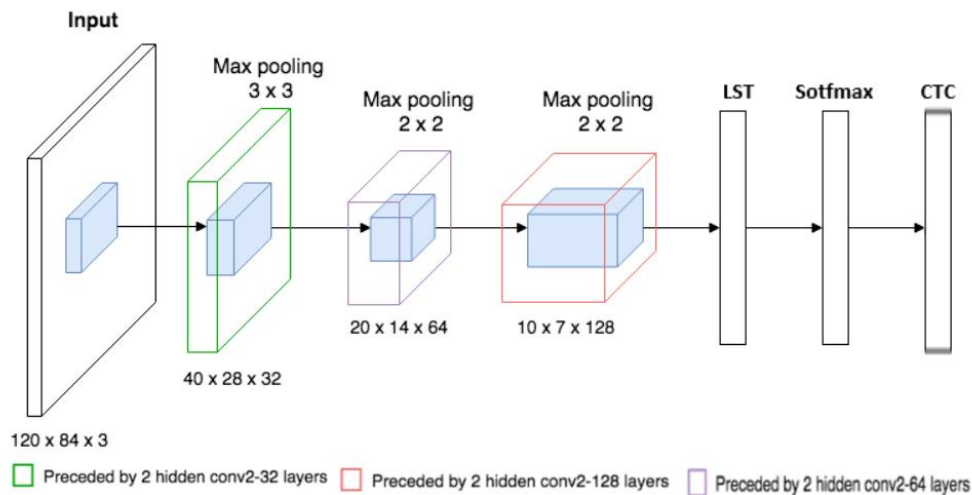 Input
Max pooling
3 x 3
Max pooling
2 x 2
Max pooling
2 x 2
LST
Sotfmax
CTC
120 x 84 x 3
40 x 28 x 32
20 x 14 x 64
10 x 7 x 128
Preceded by 2 hidden conv2-32 layers
Preceded by 2 hidden conv2-128 layers
Preceded by 2 hidden conv2-64 layers